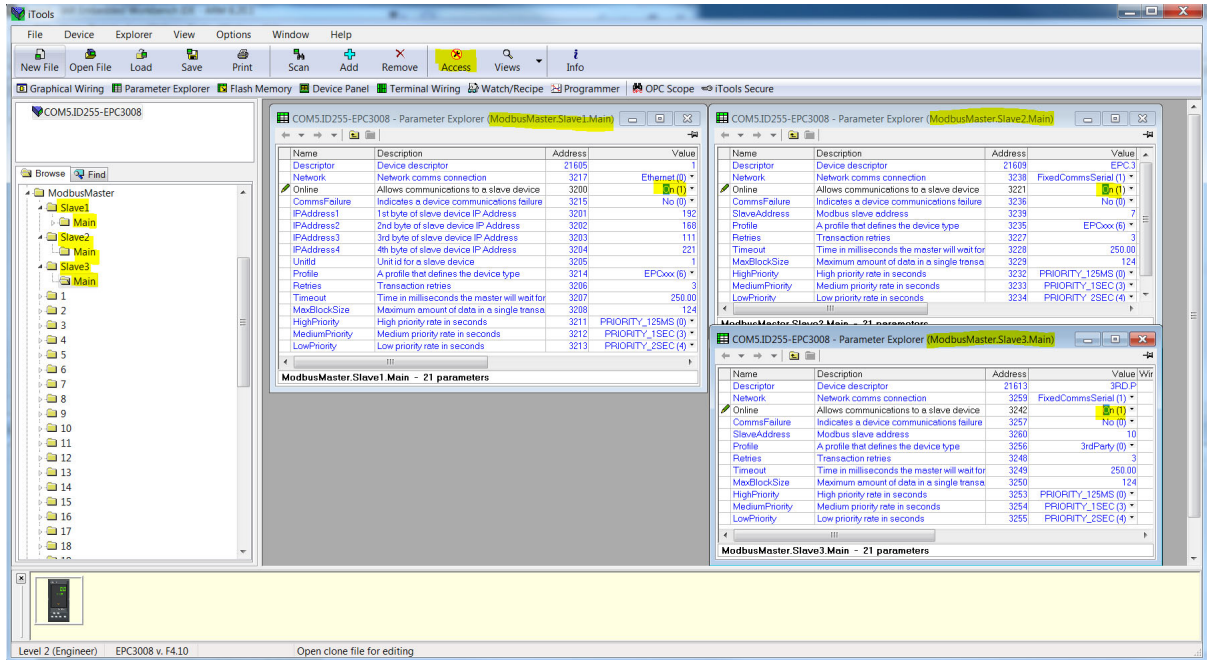 iTools
File Device Explorer View Options Window Help
New File Open File Load Save Print Scan Add Remove Access Views Info
Graphical Wiring Parameter Explorer Flash Memory Device Panel Terminal Wiring Watch/Recipe Programmer OPC Scope iTools Secure
COM5.ID255-EPC3008
Browse Find
ModbusMaster
Slave1
Main
Slave2
Main
Slave3
Main
1
2
3
4
5
6
7
8
9
10
11
12
13
14
15
16
17
18
COM5.ID255-EPC3008 - Parameter Explorer (ModbusMaster.Slave1.Main)
Name Description Address Value
Descriptor Device descriptor 21605 1
Network Network comms connection 3217 Ethernet (0)
Online Allows communications to a slave device 3200 On (1)
CommsFailure Indicates a device communications failure 3215 No (0)
IPAddress1 1st byte of slave device IP Address 3201 192
IPAddress2 2nd byte of slave device IP Address 3202 168
IPAddress3 3rd byte of slave device IP Address 3203 111
IPAddress4 4th byte of slave device IP Address 3204 221
UnitId Unit id for a slave device 3205 1
Profile A profile that defines the device type 3214 EPCxxx (6)
Retries Transaction retries 3206 3
Timeout Time in milliseconds the master will wait for 3207 250.00
MaxBlockSize Maximum amount of data in a single transa 3208 124
HighPriority High priority rate in seconds 3211 PRIORITY_125MS (0)
MediumPriority Medium priority rate in seconds 3212 PRIORITY_1SEC (3)
LowPriority Low priority rate in seconds 3213 PRIORITY_2SEC (4)
ModbusMaster.Slave1.Main - 21 parameters
COM5.ID255-EPC3008 - Parameter Explorer (ModbusMaster.Slave2.Main)
Name Description Address Value
Descriptor Device descriptor 21609 EPC.3
Network Network comms connection 3238 FixedCommsSerial (1)
Online Allows communications to a slave device 3221 On (1)
CommsFailure Indicates a device communications failure 3236 No (0)
SlaveAddress Modbus slave address 3239 7
Profile A profile that defines the device type 3235 EPCxxx (6)
Retries Transaction retries 3227 3
Timeout Time in milliseconds the master will wait for 3228 250.00
MaxBlockSize Maximum amount of data in a single transa 3229 124
HighPriority High priority rate in seconds 3232 PRIORITY_125MS (0)
MediumPriority Medium priority rate in seconds 3233 PRIORITY_1SEC (3)
LowPriority Low priority rate in seconds 3234 PRIORITY_2SEC (4)
ModbusMaster.Slave2.Main - 21 parameters
COM5.ID255-EPC3008 - Parameter Explorer (ModbusMaster.Slave3.Main)
Name Description Address Value Wir
Descriptor Device descriptor 21613 3RD.P
Network Network comms connection 3259 FixedCommsSerial (1)
Online Allows communications to a slave device 3242 On (1)
CommsFailure Indicates a device communications failure 3257 No (0)
SlaveAddress Modbus slave address 3260 10
Profile A profile that defines the device type 3256 3rdParty (0)
Retries Transaction retries 3248 3
Timeout Time in milliseconds the master will wait for 3249 250.00
MaxBlockSize Maximum amount of data in a single transa 3250 124
HighPriority High priority rate in seconds 3253 PRIORITY_125MS (0)
MediumPriority Medium priority rate in seconds 3254 PRIORITY_1SEC (3)
LowPriority Low priority rate in seconds 3255 PRIORITY_2SEC (4)
ModbusMaster.Slave3.Main - 21 parameters
Level 2 (Engineer) EPC3008 v. F4.10 Open clone file for editing